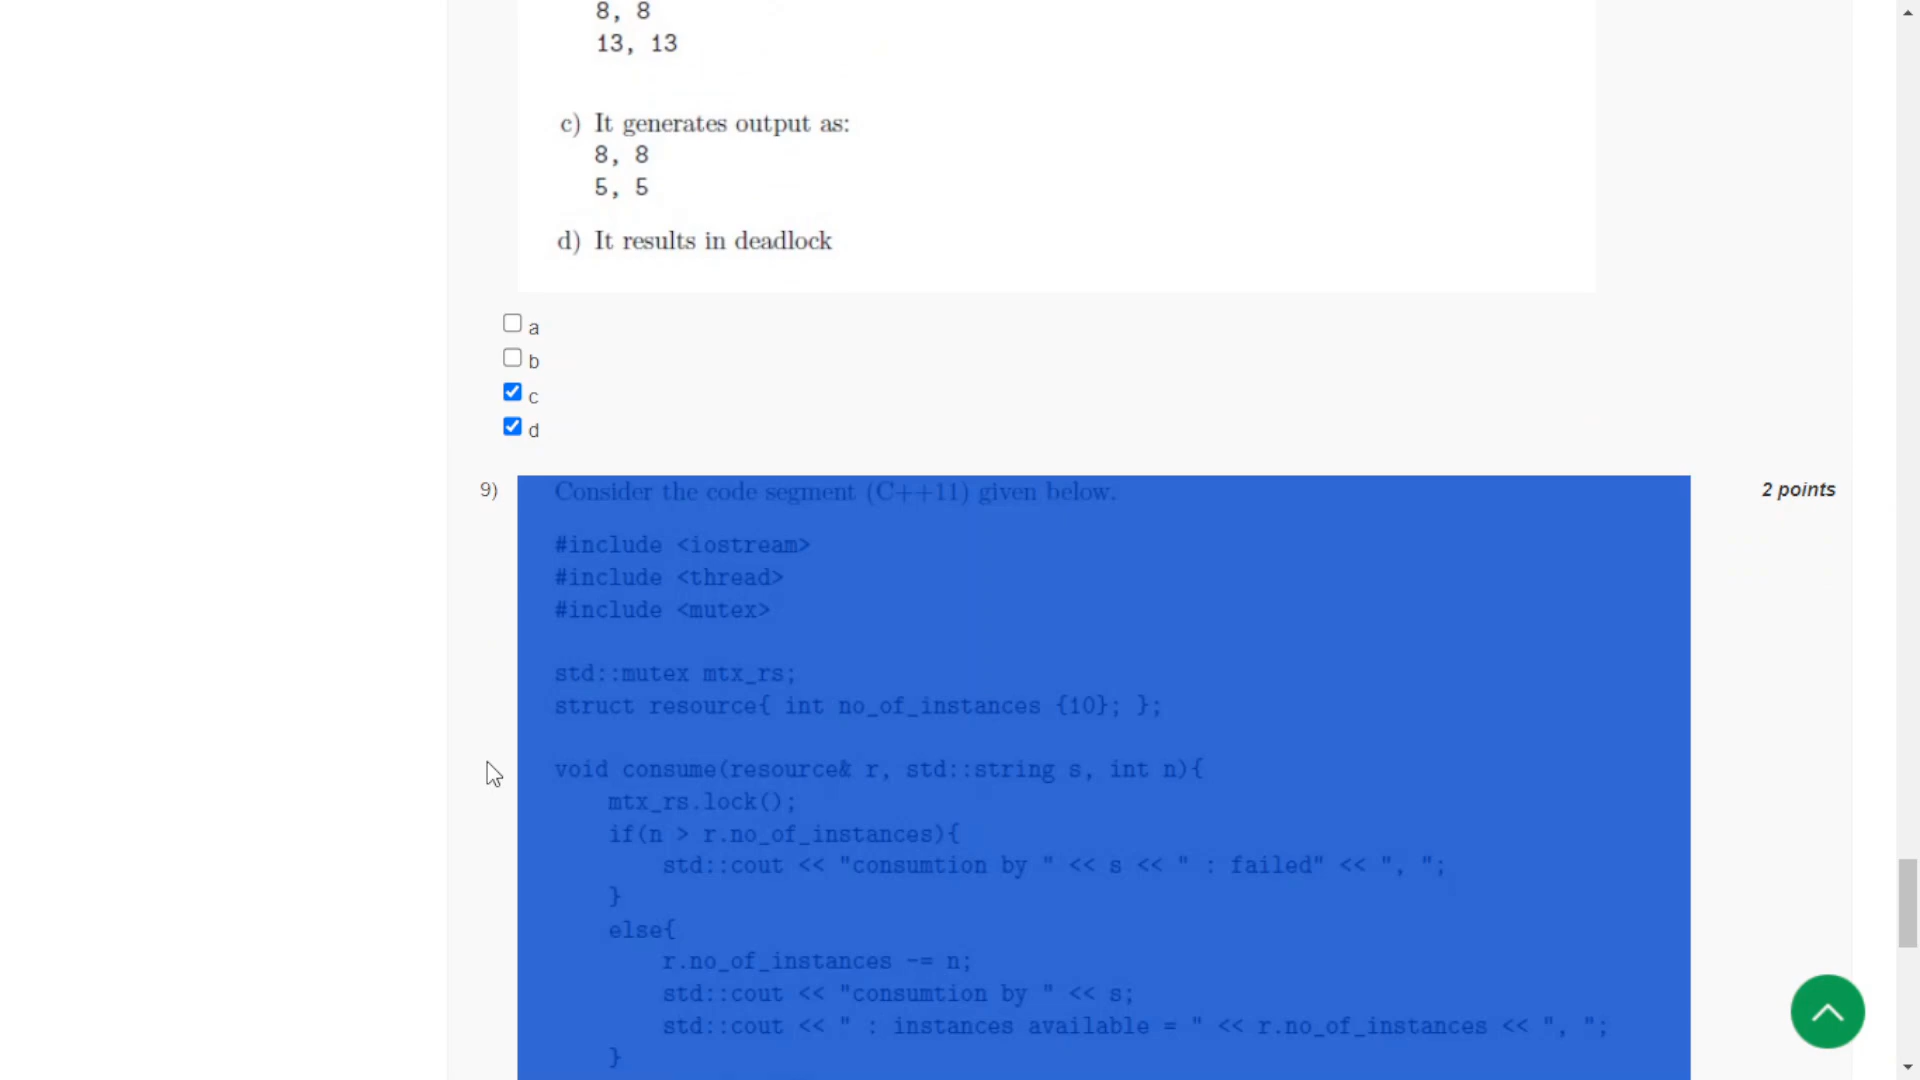 8, 8
13, 13
c) It generates output as:
8, 8
5, 5
d) It results in deadlock
a
b
c
d
9) Consider the code segment (C++11) given below. 2 points
#include <iostream>
#include <thread>
#include <mutex>
std::mutex mtx_rs;
struct resource{ int no_of_instances {10}; };
void consume(resource& r, std::string s, int n){
mtx_rs.lock();
if(n > r.no_of_instances){
std::cout << "consumtion by " << s << " : failed" << ", ";
}
else{
r.no_of_instances -= n;
std::cout << "consumtion by " << s;
std::cout << " : instances available = " << r.no_of_instances << ", ";
}